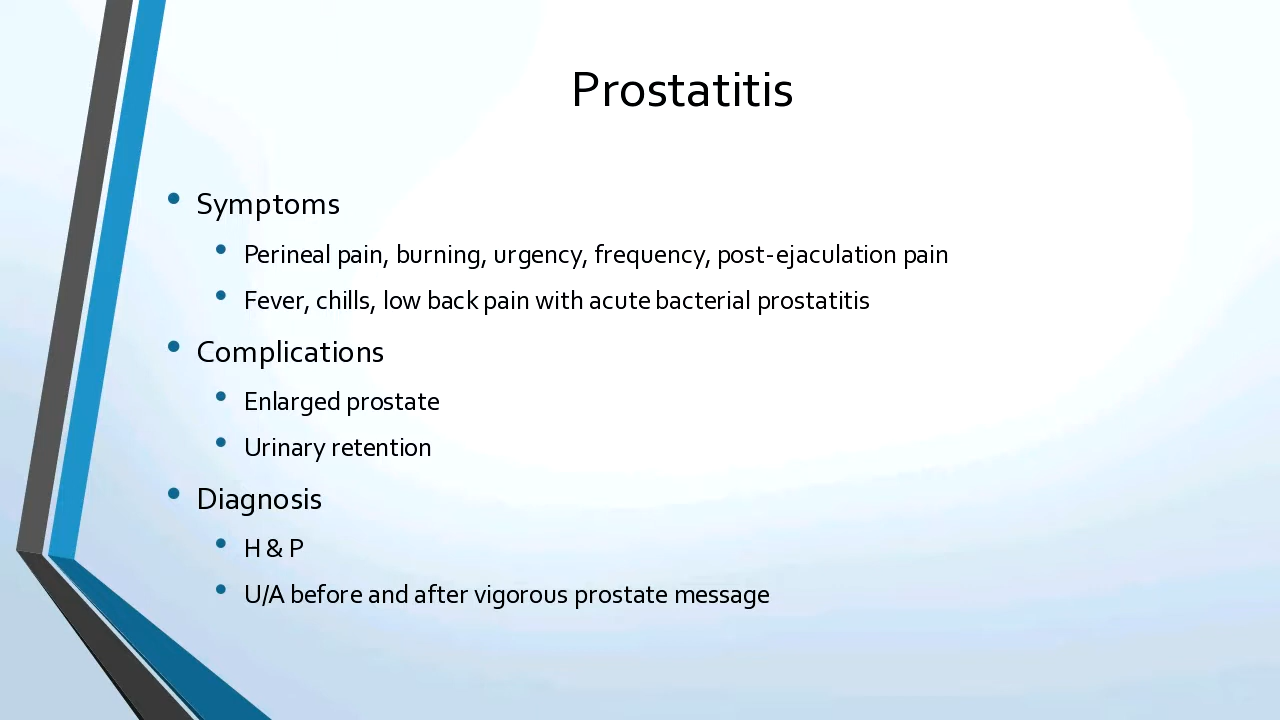 Prostatitis
• Symptoms
• Perineal pain, burning, urgency, frequency, post-ejaculation pain
• Fever, chills, low back pain with acute bacterial prostatitis
• Complications
• Enlarged prostate
• Urinary retention
• Diagnosis
• H & P
• U/A before and after vigorous prostate message